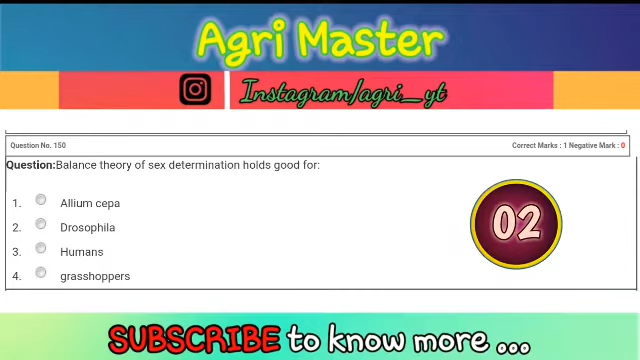 Agri Master
Instagram/agri_yt
Question No. 150
Correct Marks : 1 Negative Mark : 0
Question:Balance theory of sex determination holds good for:
1. Allium cepa
2. Drosophila
3. Humans
4. grasshoppers
02
SUBSCRIBE to know more ...